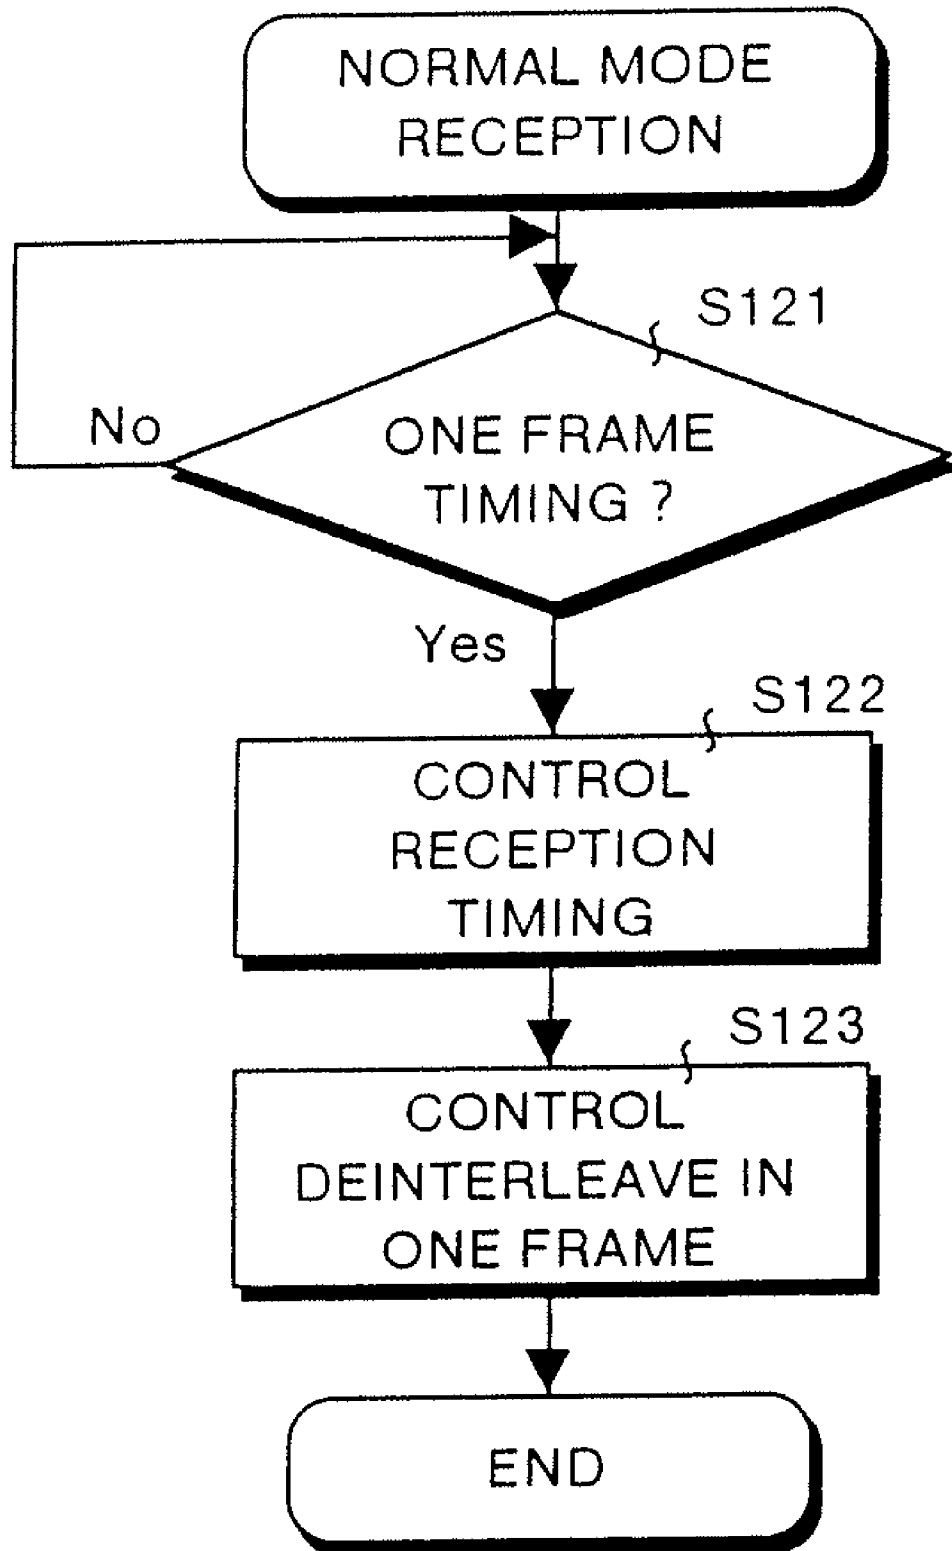 NORMAL MODE
RECEPTION
S121
No
ONE FRAME
TIMING ?
Yes
S122
CONTROL
RECEPTION
TIMING
S123
CONTROL
DEINTERLEAVE IN
ONE FRAME
END